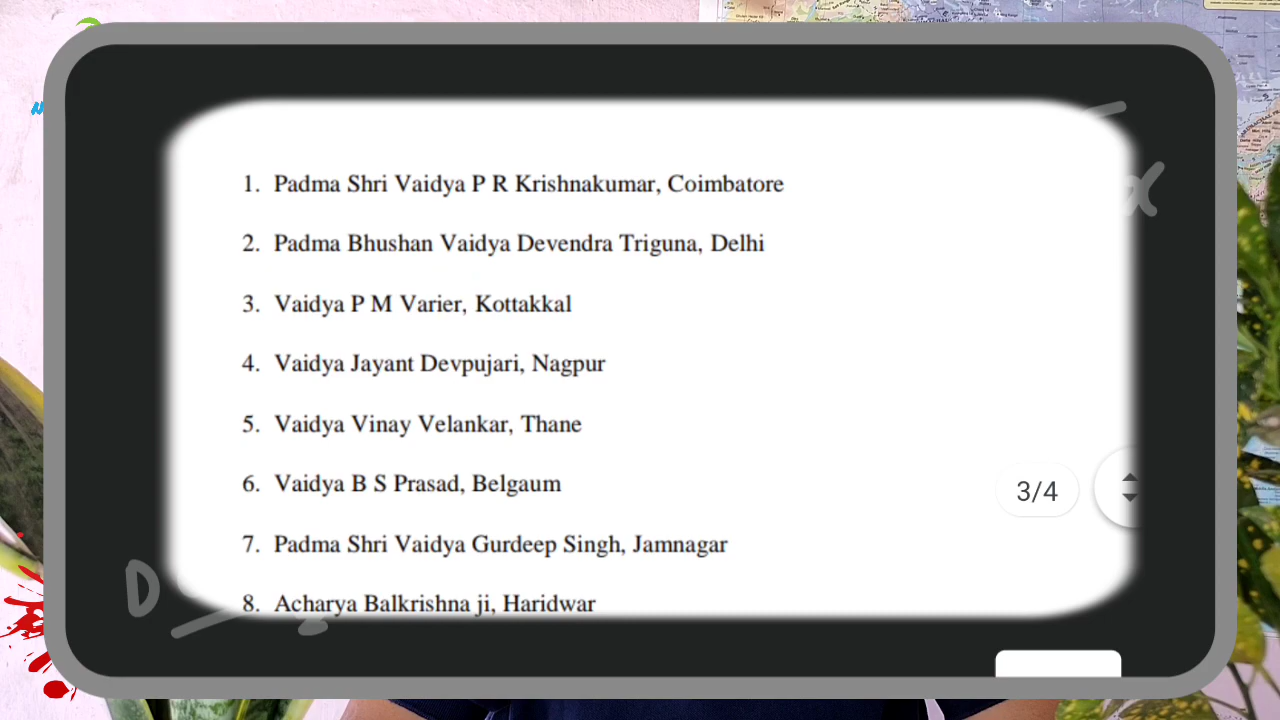 1. Padma Shri Vaidya P R Krishnakumar, Coimbatore
2. Padma Bhushan Vaidya Devendra Triguna, Delhi
3. Vaidya P M Varier, Kottakkal
4. Vaidya Jayant Devpujari, Nagpur
5. Vaidya Vinay Velankar, Thane
6. Vaidya B S Prasad, Belgaum
3/4
7. Padma Shri Vaidya Gurdeep Singh, Jamnagar
8. Acharya Balkrishna ji, Haridwar